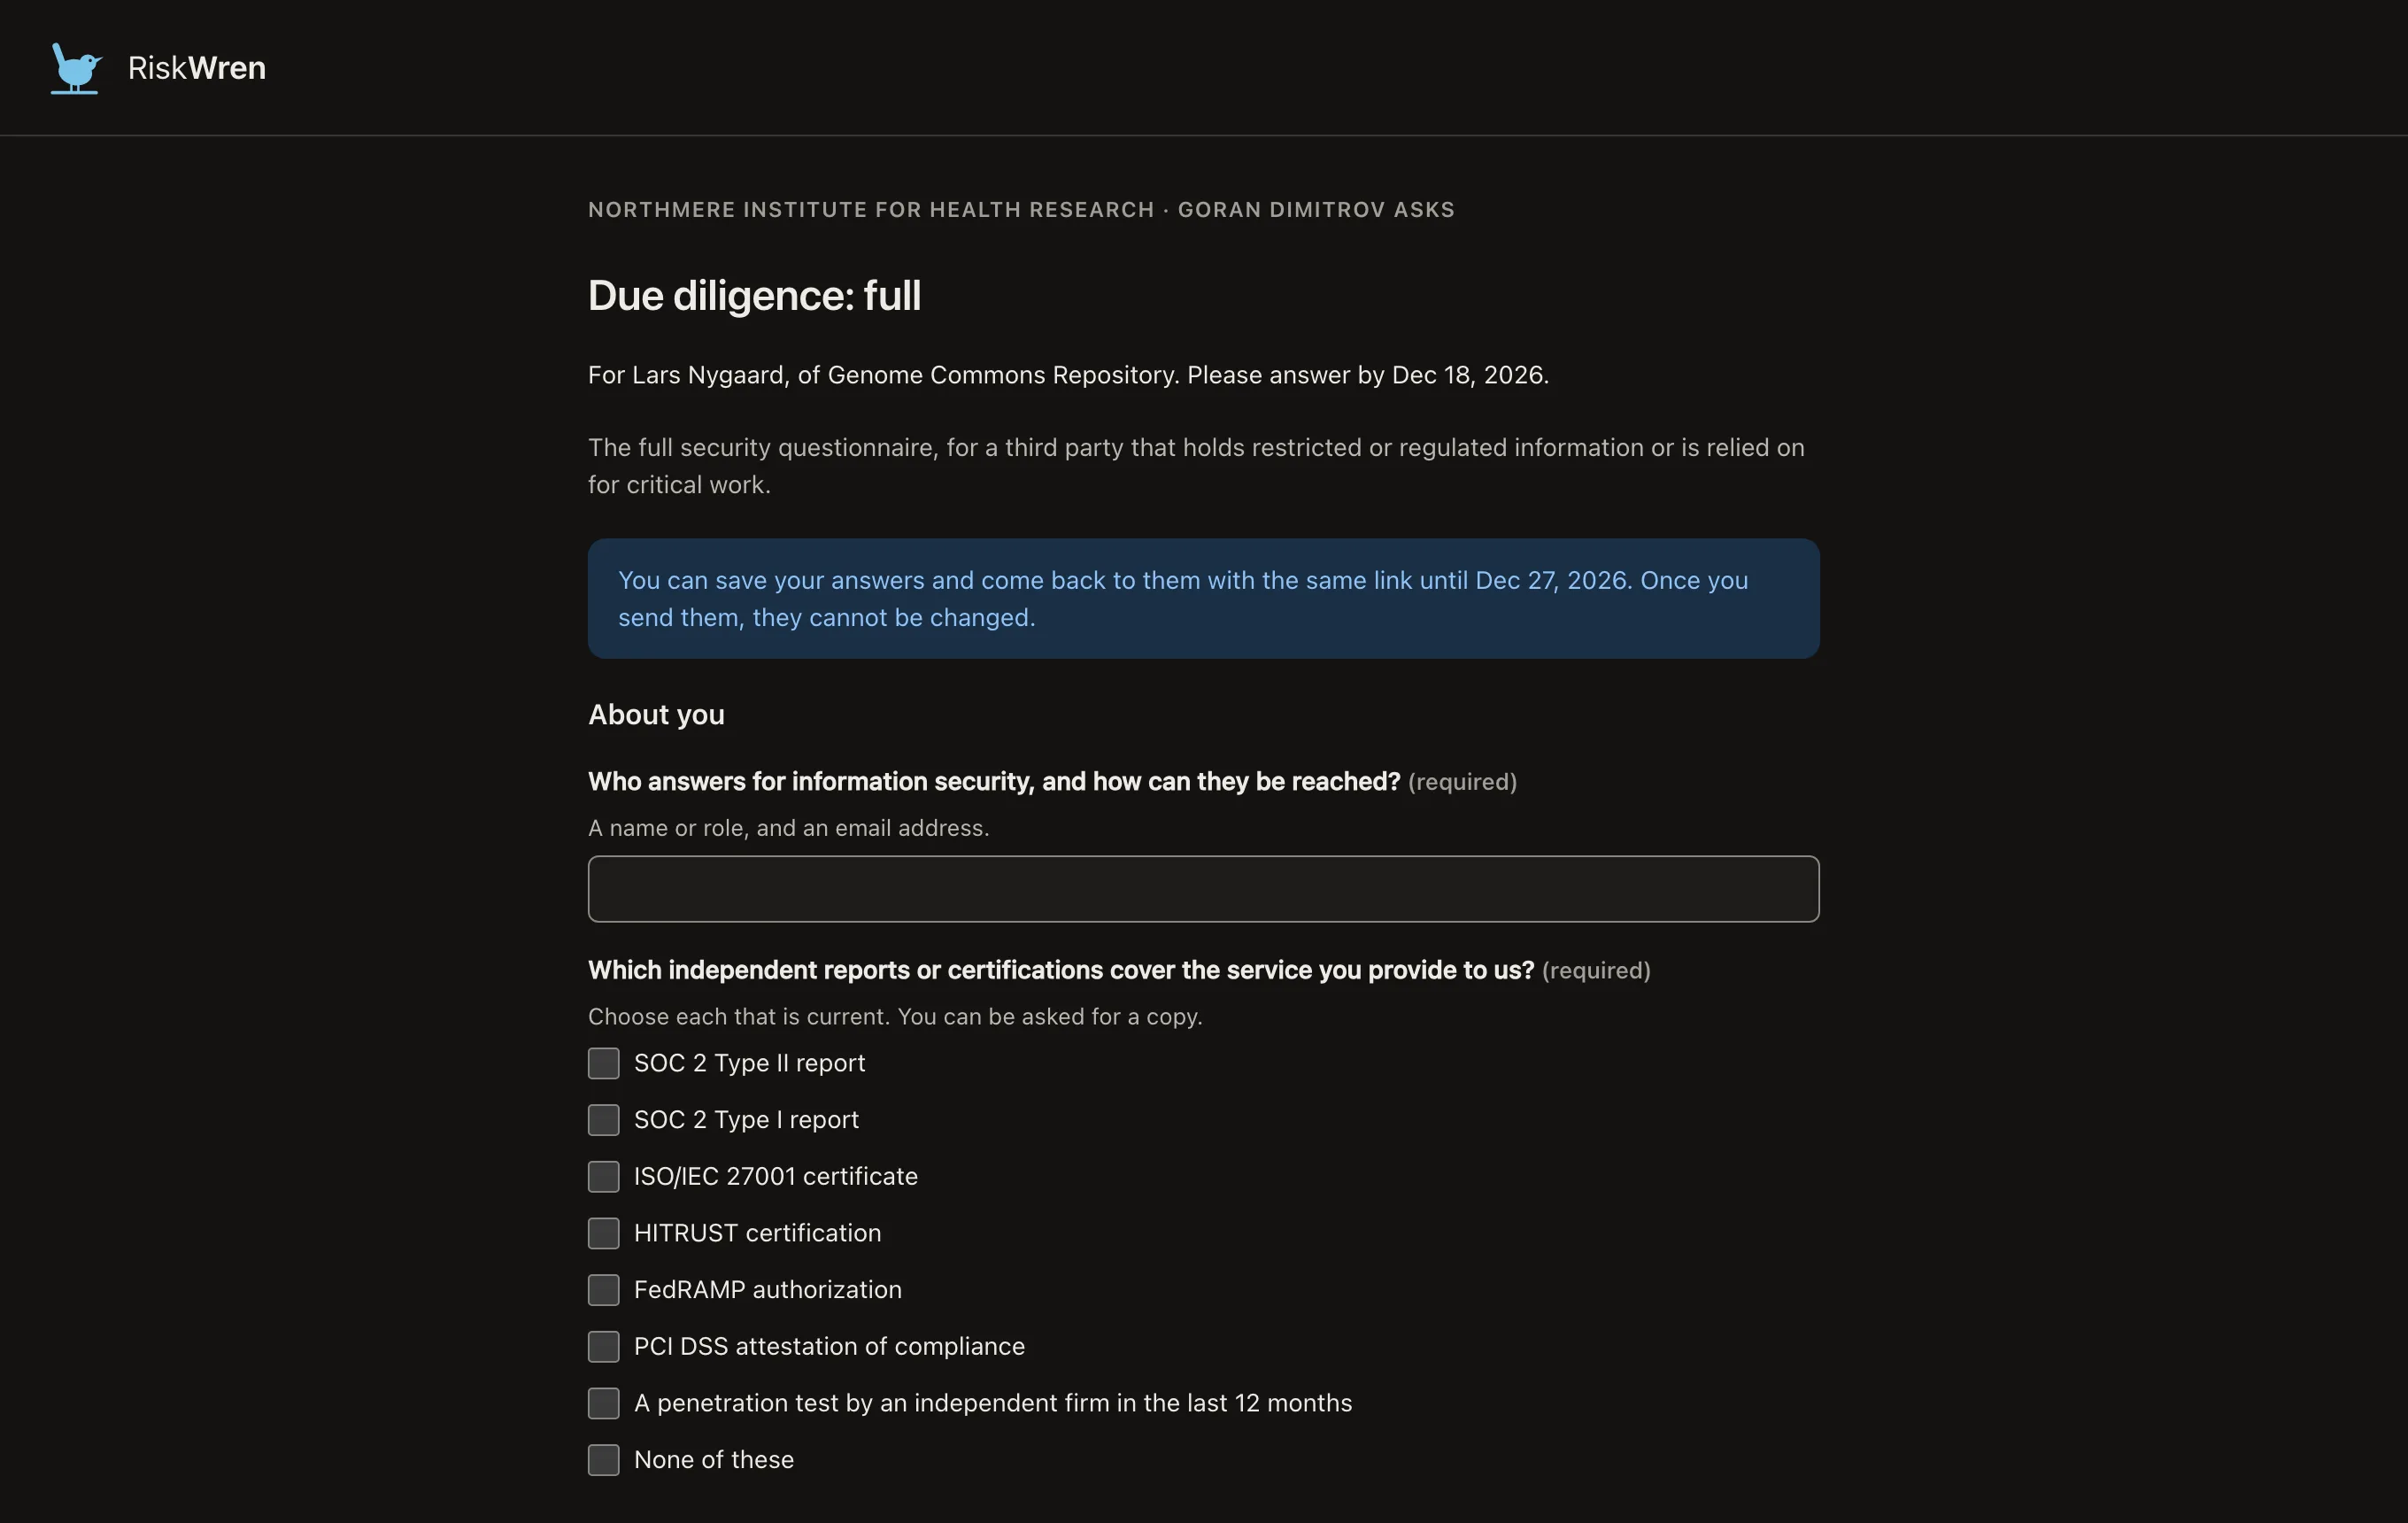 RiskWren
NORTHMERE INSTITUTE FOR HEALTH RESEARCH · GORAN DIMITROV ASKS
Due diligence: full
For Lars Nygaard, of Genome Commons Repository. Please answer by Dec 18, 2026.
The full security questionnaire, for a third party that holds restricted or regulated information or is relied on
for critical work.
You can save your answers and come back to them with the same link until Dec 27, 2026. Once you
send them, they cannot be changed.
About you
Who answers for information security, and how can they be reached? (required)
A name or role, and an email address.
Which independent reports or certifications cover the service you provide to us? (required)
Choose each that is current. You can be asked for a copy.
SOC 2 Type II report
SOC 2 Type I report
ISO/IEC 27001 certificate
HITRUST certification
FedRAMP authorization
PCI DSS attestation of compliance
A penetration test by an independent firm in the last 12 months
None of these